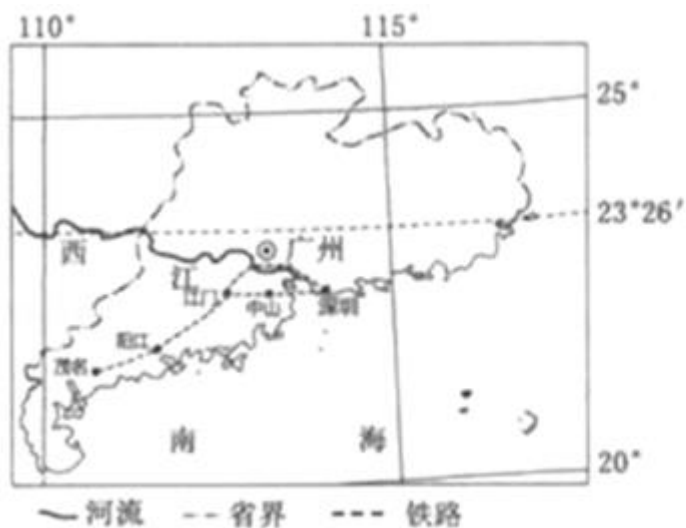 110° 115°
25°
23°26′
西
广州
江
江门 中山 深圳
阳江
茂名
南 海
20°
河流 省界 铁路